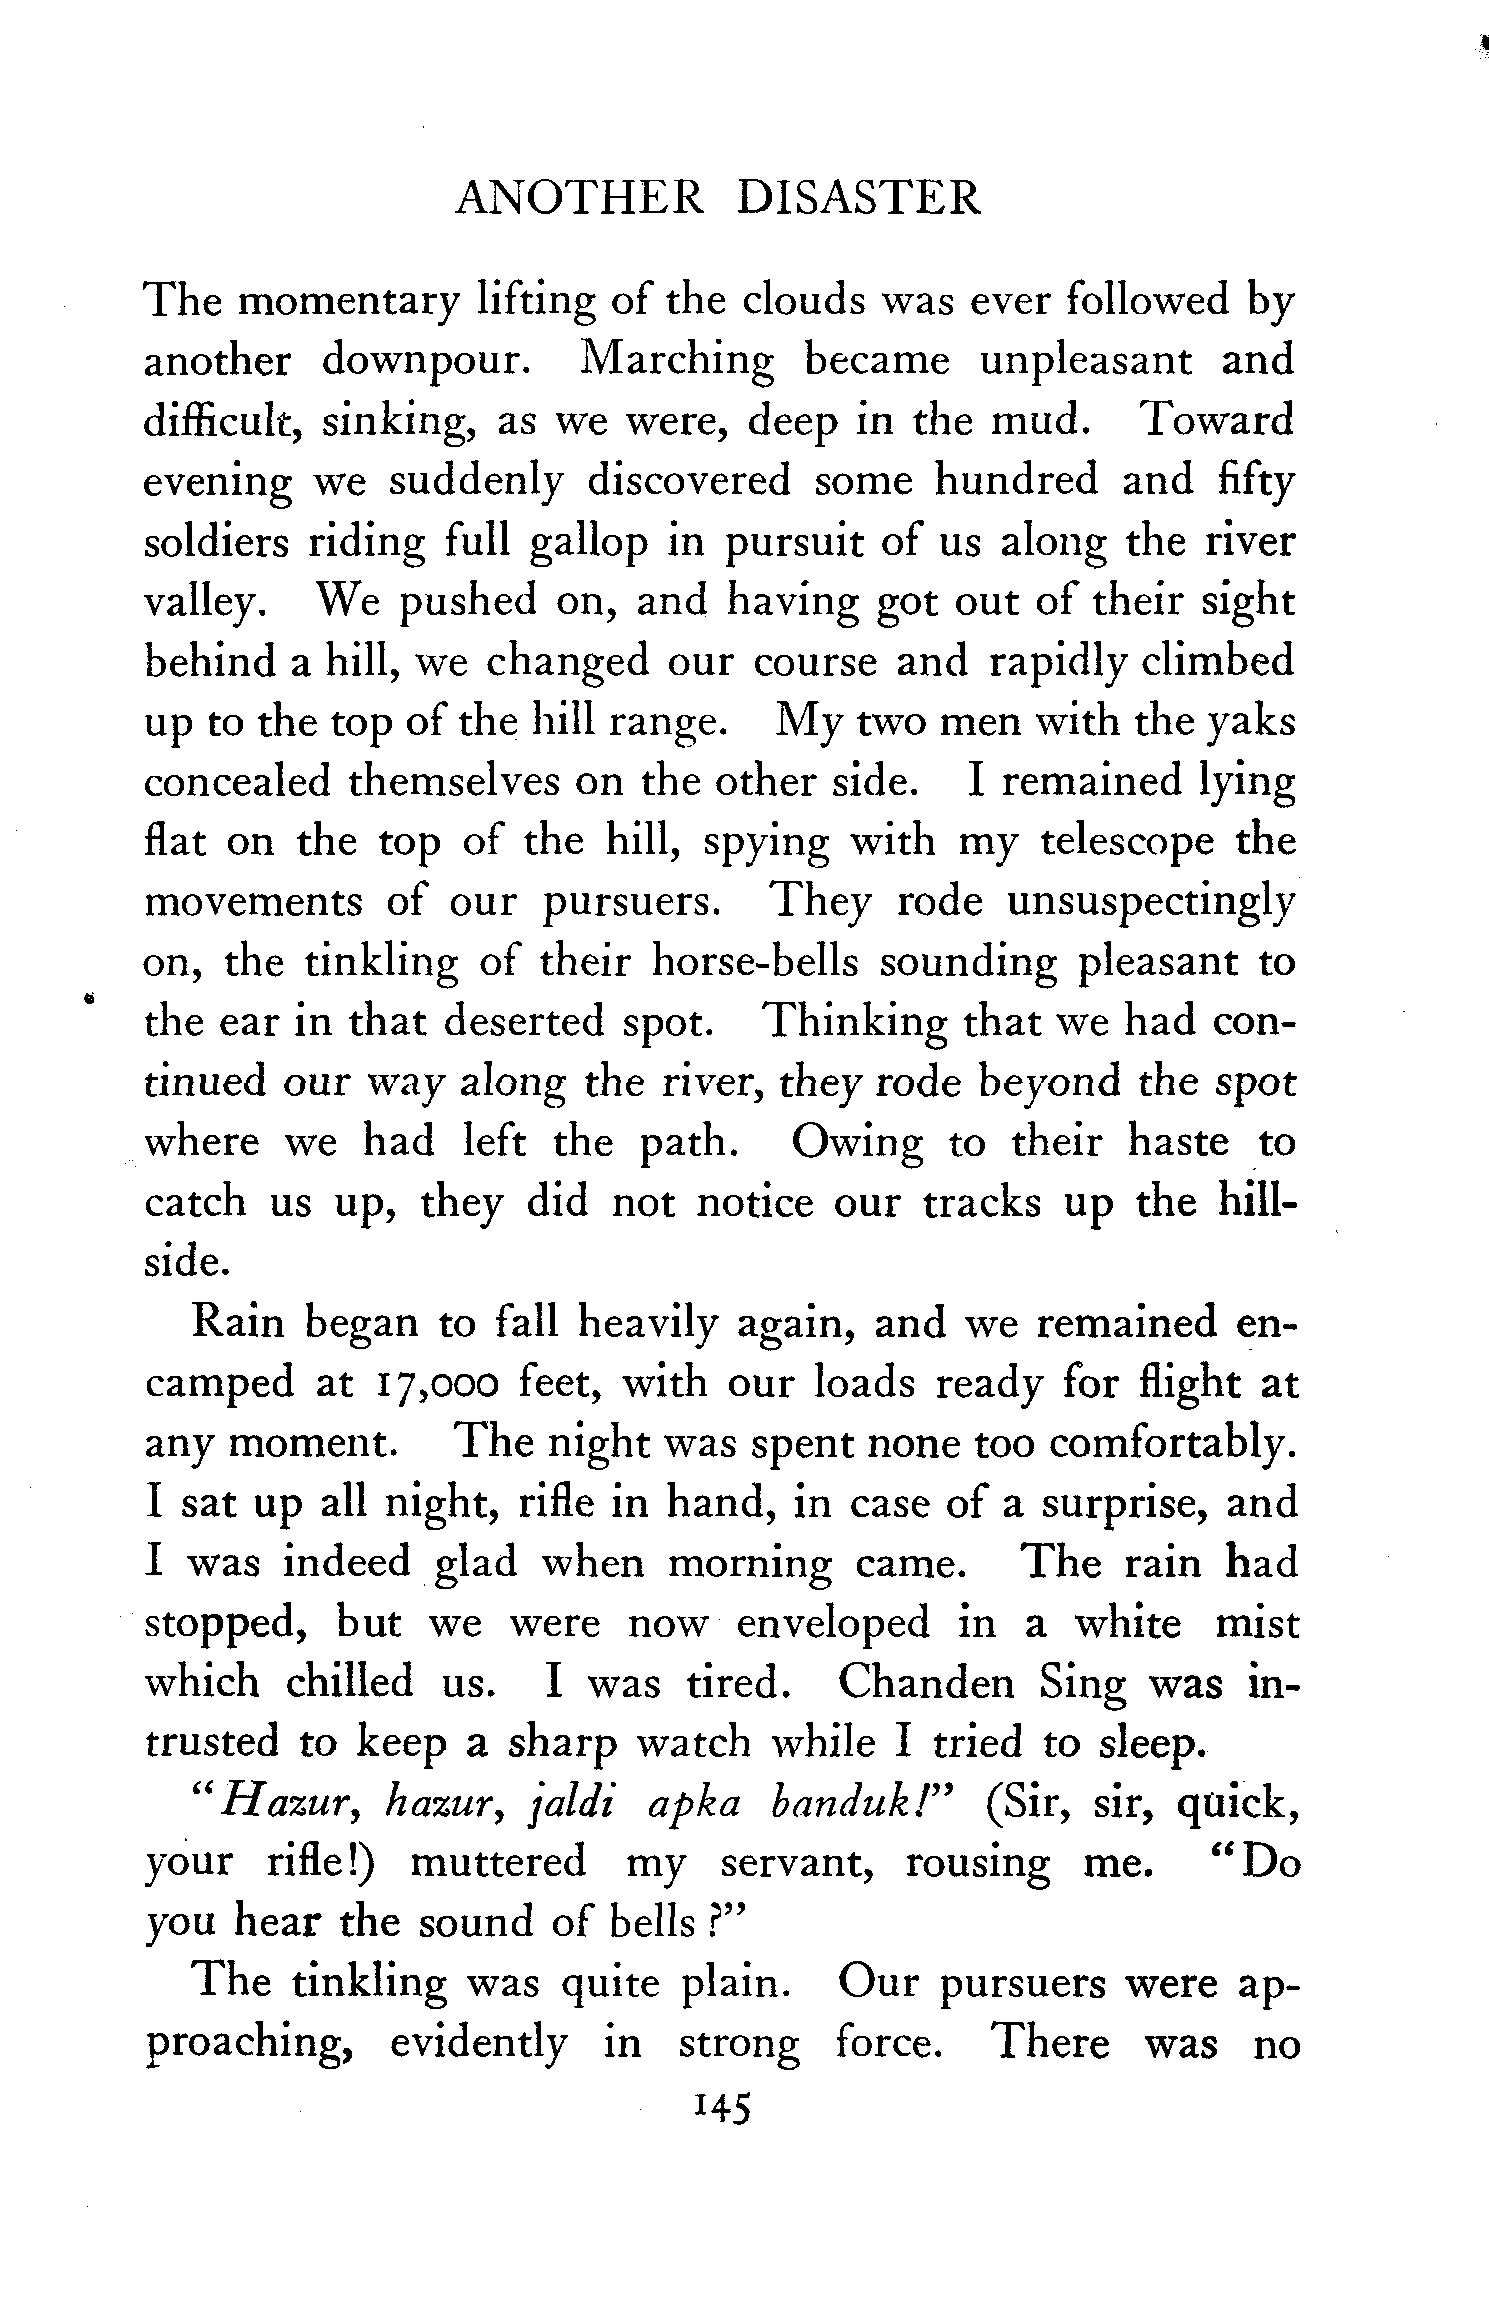 ANOTHER DISASTER
The momentary lifting of the clouds was ever followed by
another downpour. Marching became unpleasant and
difficult, sinking, as we were, deep in the mud. Toward
evening we suddenly discovered some hundred and fifty
soldiers riding full gallop in pursuit of us along the river
valley. We pushed on, and having got out of their sight
behind a hill, we changed our course and rapidly climbed
up to the top of the hill range. My two men with the yaks
concealed themselves on the other side. I remained lying
flat on the top of the hill, spying with my telescope the
movements of our pursuers. They rode unsuspectingly
on, the tinkling of their horse-bells sounding pleasant to
the ear in that deserted spot. Thinking that we had con-
tinued our way along the river, they rode beyond the spot
where we had left the path. Owing to their haste to
catch us up, they did not notice our tracks up the hill-
side.
Rain began to fall heavily again, and we remained en-
camped at 17,000 feet, with our loads ready for flight at
any moment. The night was spent none too comfortably.
I sat up all night, rifle in hand, in case of a surprise, and
I was indeed glad when morning came. The rain had
stopped, but we were now enveloped in a white mist
which chilled us. I was tired. Chanden Sing was in-
trusted to keep a sharp watch while I tried to sleep.
"Hazur, hazur, jaldi apka banduk!" (Sir, sir, quick,
your rifle!) muttered my servant, rousing me. "Do
you hear the sound of bells?"
The tinkling was quite plain. Our pursuers were ap-
proaching, evidently in strong force. There was no
145